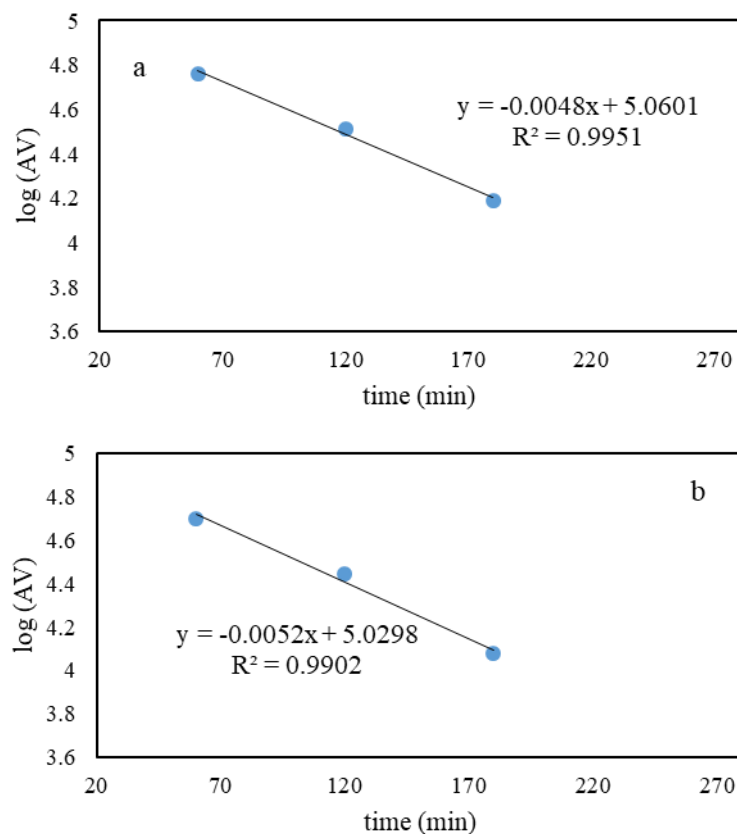 5
4.8
4.6
4.4
4.2
4
3.8
3.6
log (AV)
a
y = -0.0048x + 5.0601
R² = 0.9951
20 70 120 170 220 270
time (min)
5
4.8
4.6
4.4
4.2
4
3.8
3.6
log (AV)
b
y = -0.0052x + 5.0298
R² = 0.9902
20 70 120 170 220 270
time (min)